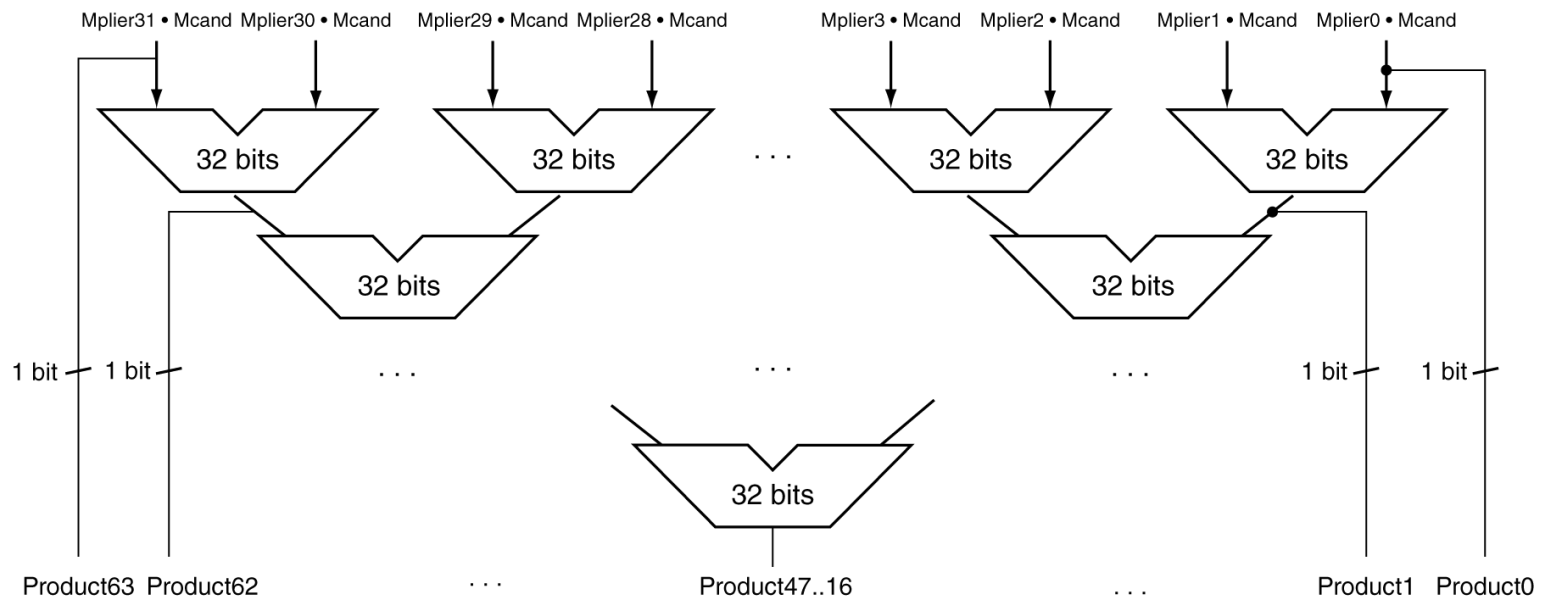 Mplier31 • Mcand Mplier30 • Mcand Mplier29 • Mcand Mplier28 • Mcand Mplier3 • Mcand Mplier2 • Mcand Mplier1 • Mcand Mplier0 • Mcand
32 bits 32 bits . . . 32 bits 32 bits
32 bits 32 bits
1 bit 1 bit . . . . . . . . . 1 bit 1 bit
32 bits
Product63 Product62 . . . Product47..16 . . . Product1 Product0